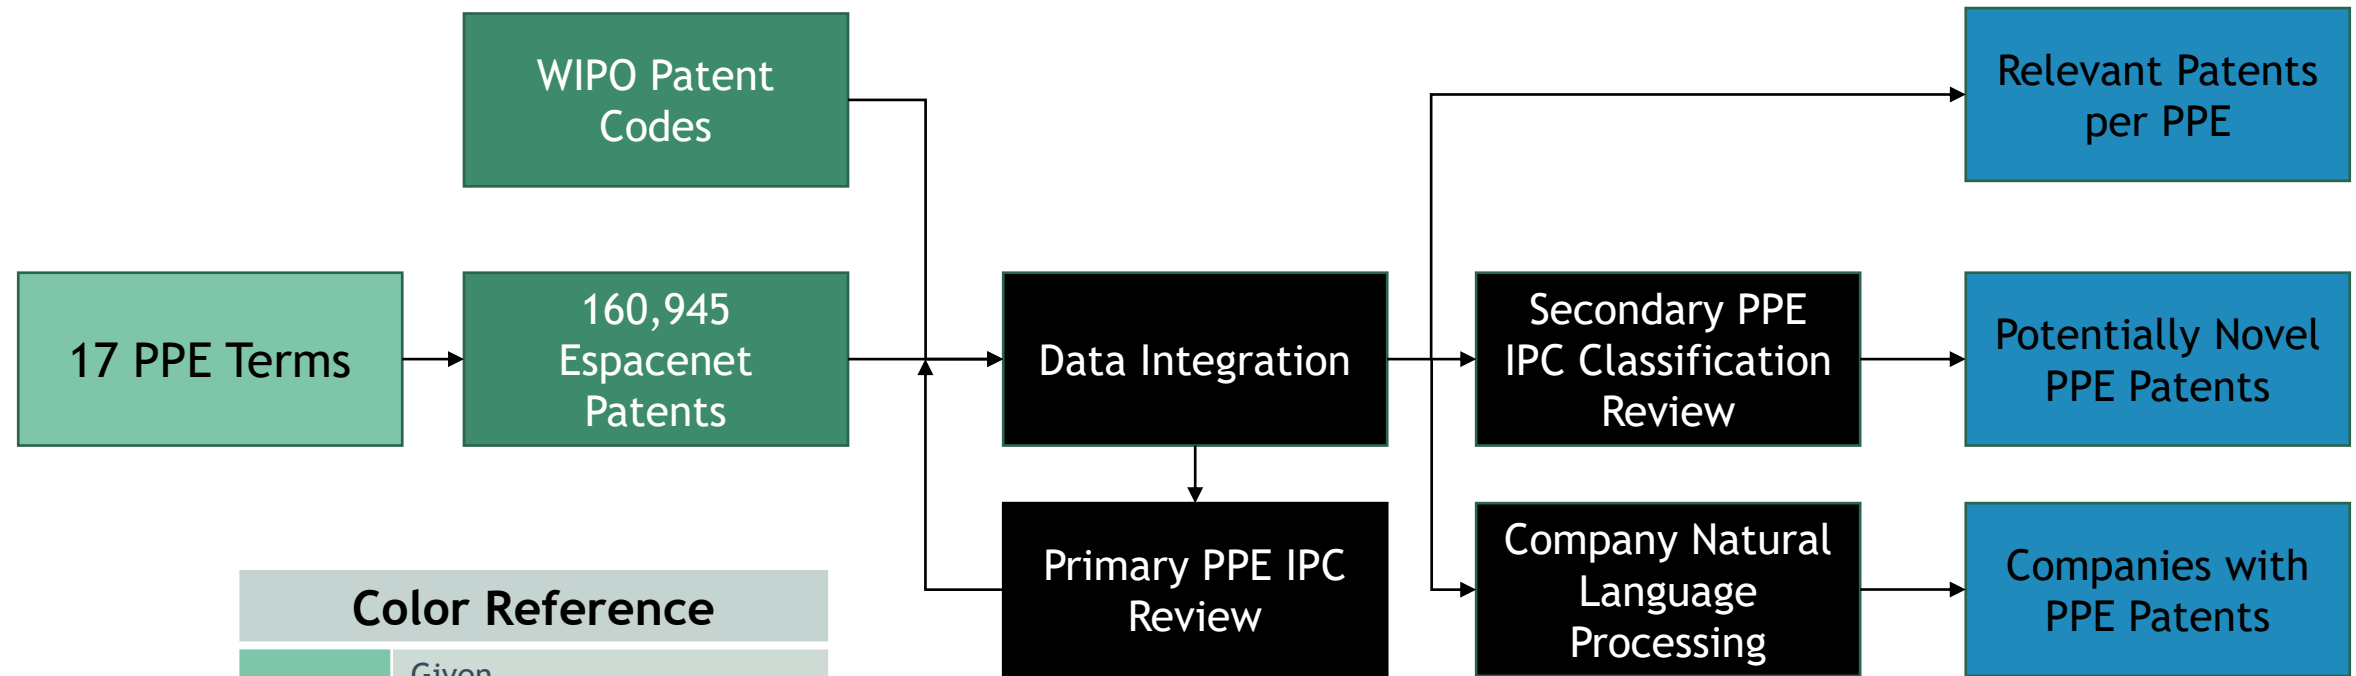 WIPO Patent
Codes
Relevant Patents
per PPE
17 PPE Terms
160,945
Espacenet
Patents
Data Integration
Secondary PPE
IPC Classification
Review
Potentially Novel
PPE Patents
Primary PPE IPC
Review
Company Natural
Language
Processing
Companies with
PPE Patents
Color Reference
Given